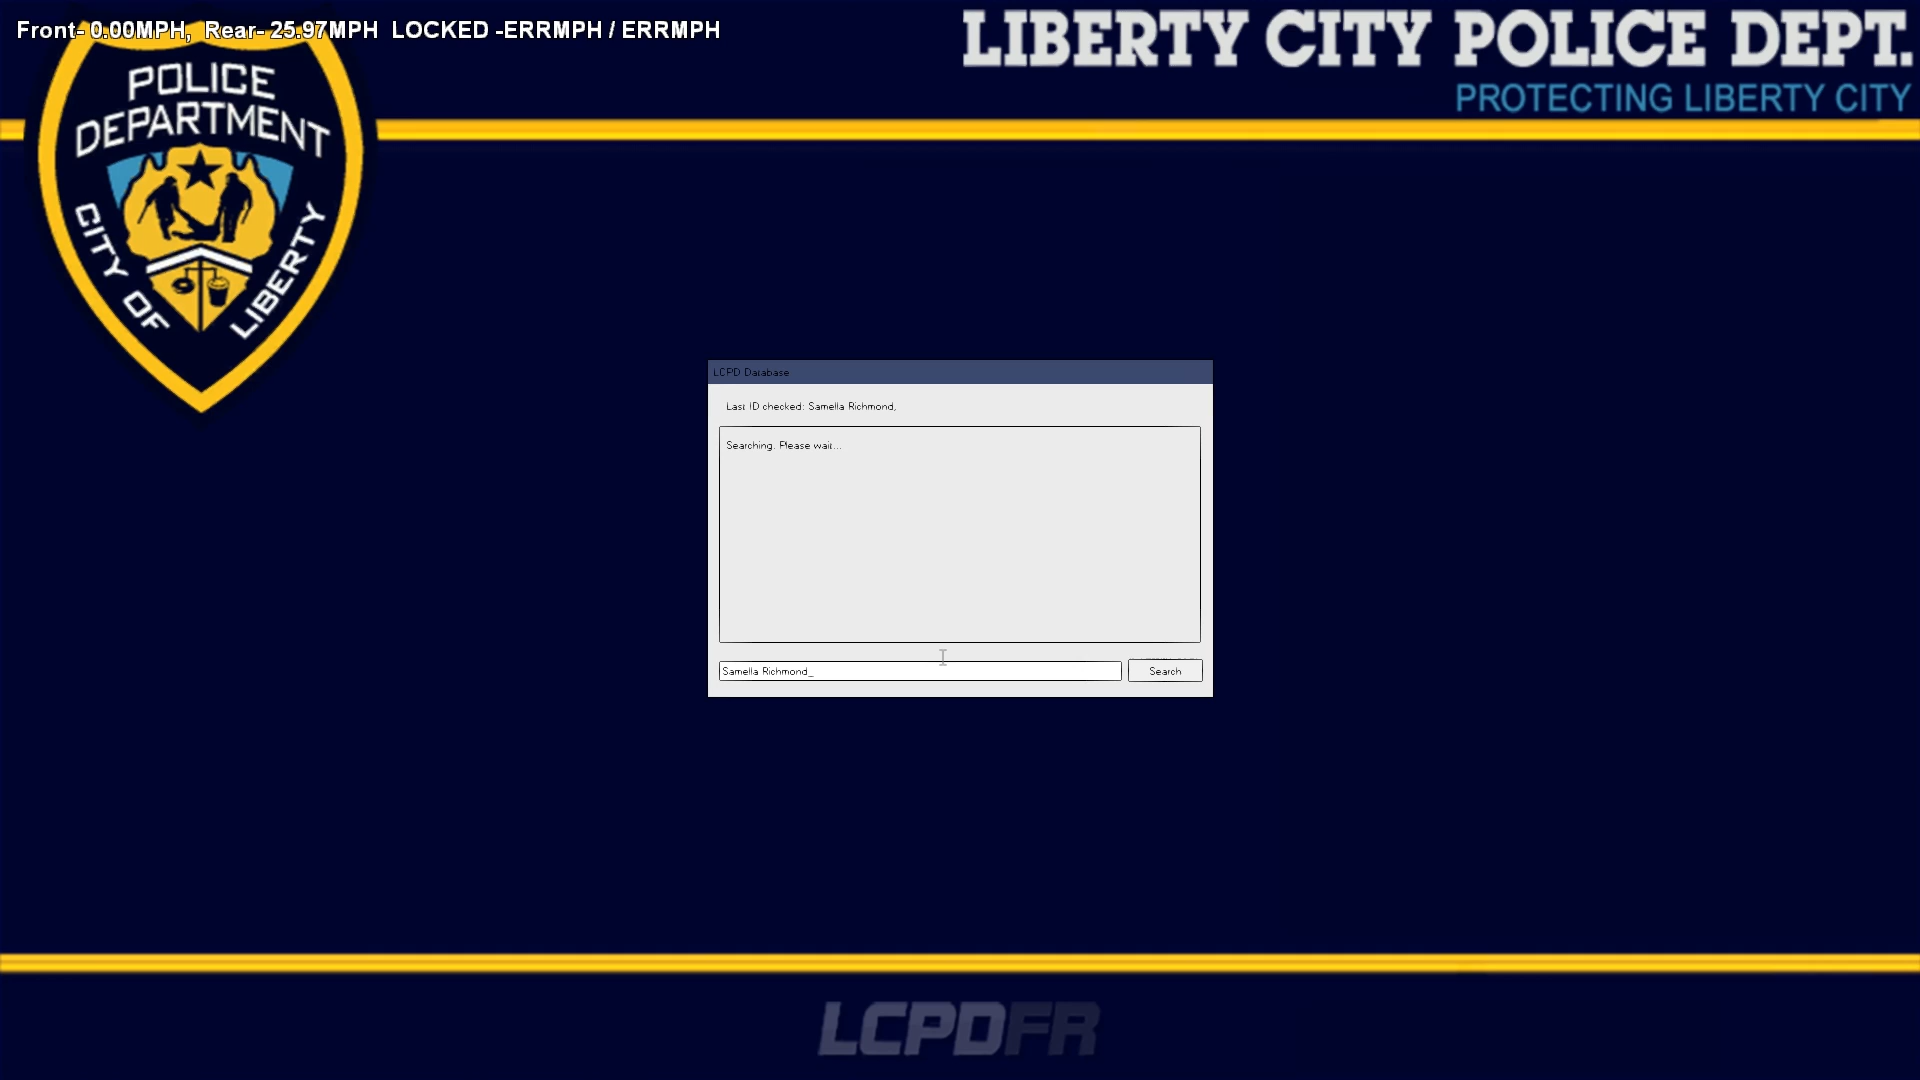 Front- 0.00MPH, Rear- 25.97MPH LOCKED -ERRMPH / ERRMPH
LIBERTY CITY POLICE DEPT.
PROTECTING LIBERTY CITY
POLICE
DEPARTMENT
CITY OF LIBERTY
LCPD Database
Last ID checked: Samella Richmond,
Searching. Please wait...
Samella Richmond_
Search
LCPDFR